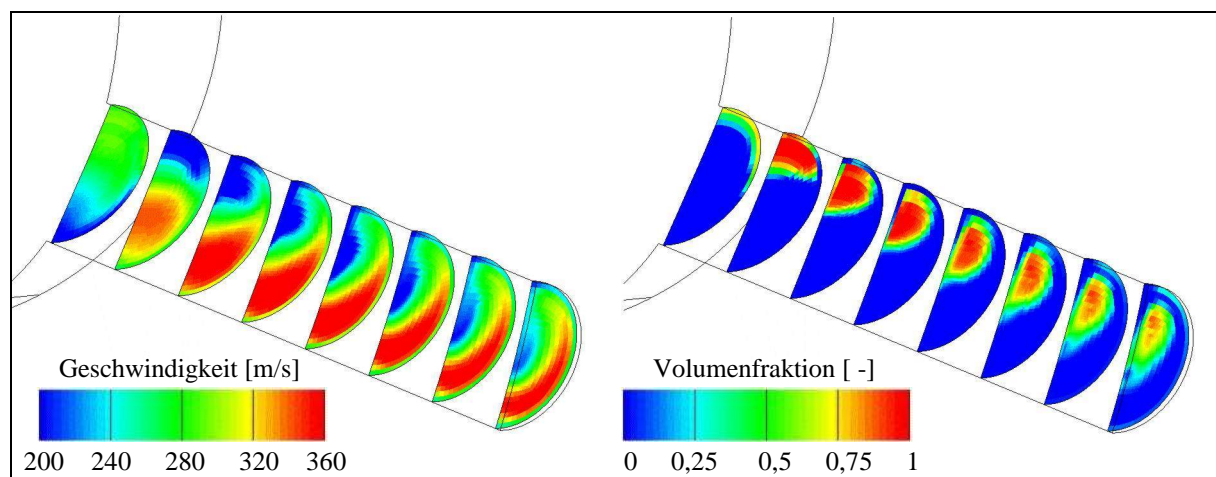 Geschwindigkeit [m/s]
200 240 280 320 360
Volumenfraktion [ -]
0 0,25 0,5 0,75 1